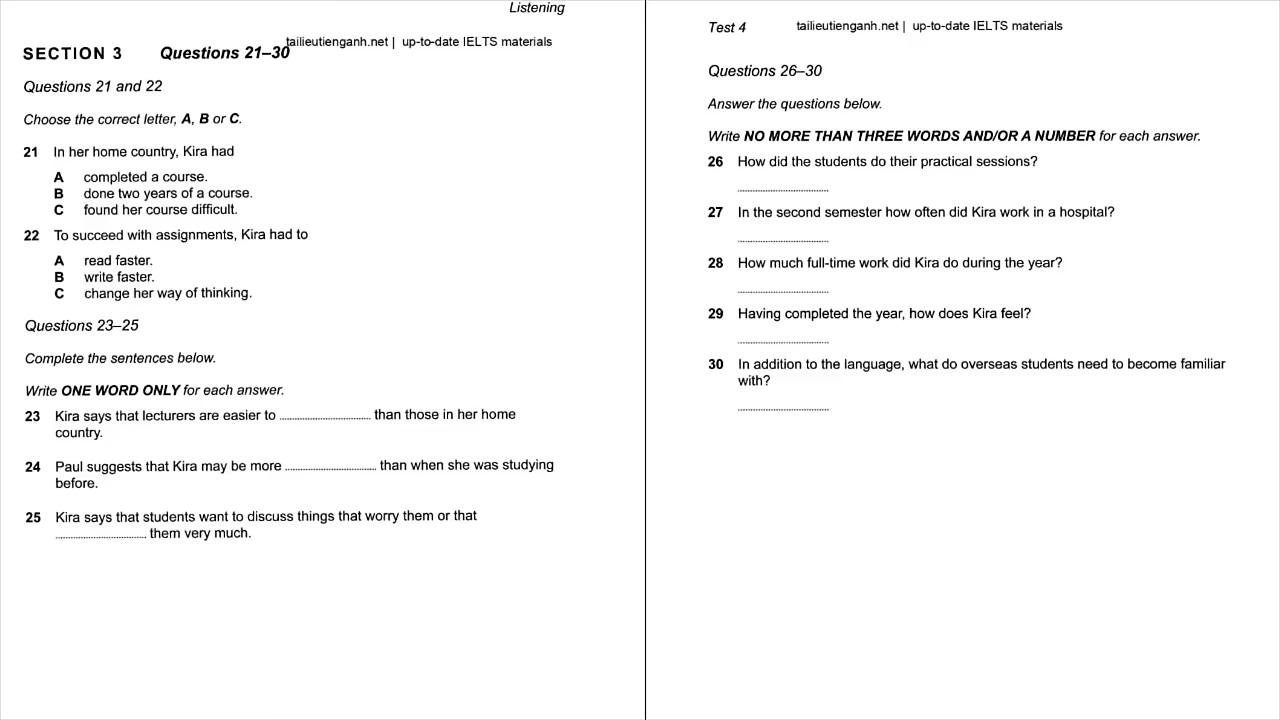 Listening
tailieutienganh.net | up-to-date IELTS materials
SECTION 3 Questions 21–30
Questions 21 and 22
Choose the correct letter, A, B or C.
21 In her home country, Kira had
A completed a course.
B done two years of a course.
C found her course difficult.
22 To succeed with assignments, Kira had to
A read faster.
B write faster.
C change her way of thinking.
Questions 23–25
Complete the sentences below.
Write ONE WORD ONLY for each answer.
23 Kira says that lecturers are easier to .................................. than those in her home
country.
24 Paul suggests that Kira may be more .................................. than when she was studying
before.
25 Kira says that students want to discuss things that worry them or that
.................................. them very much.
Test 4
tailieutienganh.net | up-to-date IELTS materials
Questions 26–30
Answer the questions below.
Write NO MORE THAN THREE WORDS AND/OR A NUMBER for each answer.
26 How did the students do their practical sessions?
..................................
27 In the second semester how often did Kira work in a hospital?
..................................
28 How much full-time work did Kira do during the year?
..................................
29 Having completed the year, how does Kira feel?
..................................
30 In addition to the language, what do overseas students need to become familiar
with?
..................................